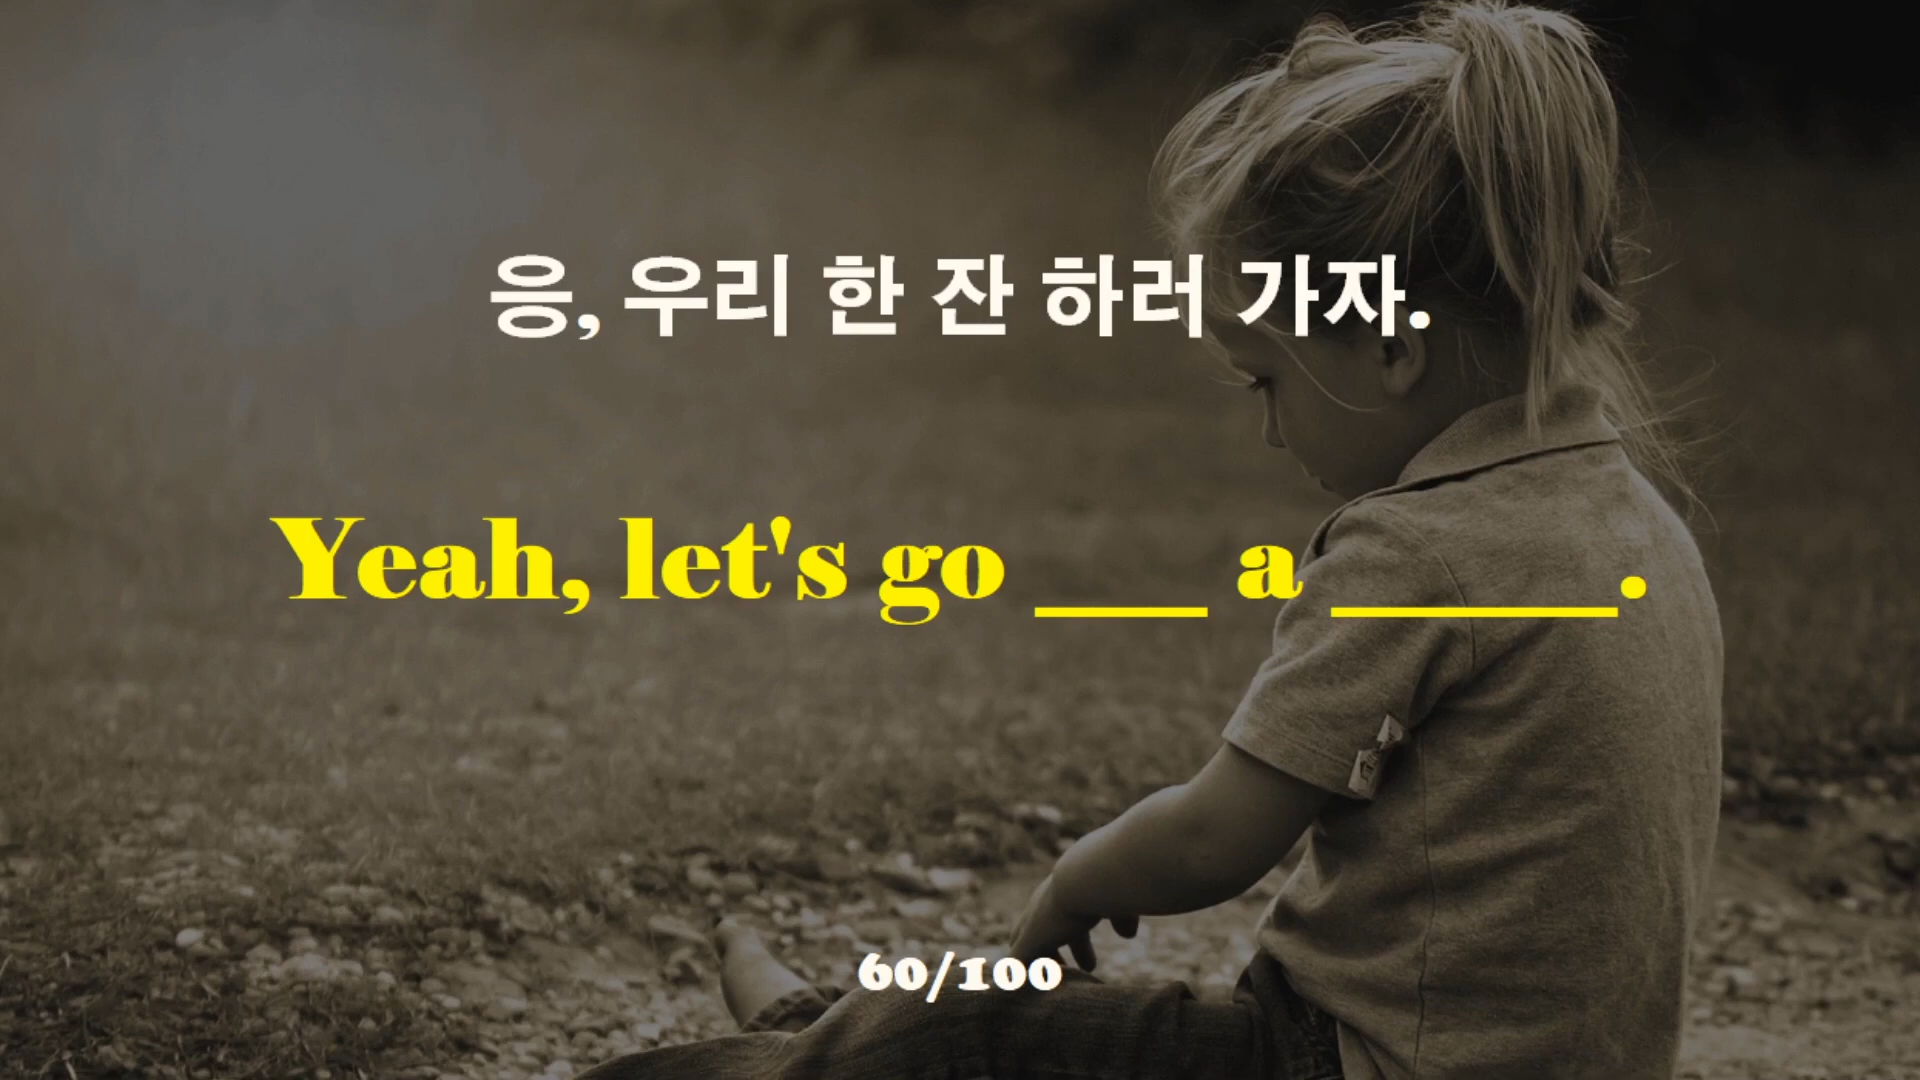 응, 우리 한 잔 하러 가자.
Yeah, let's go ___ a _____.
60/100